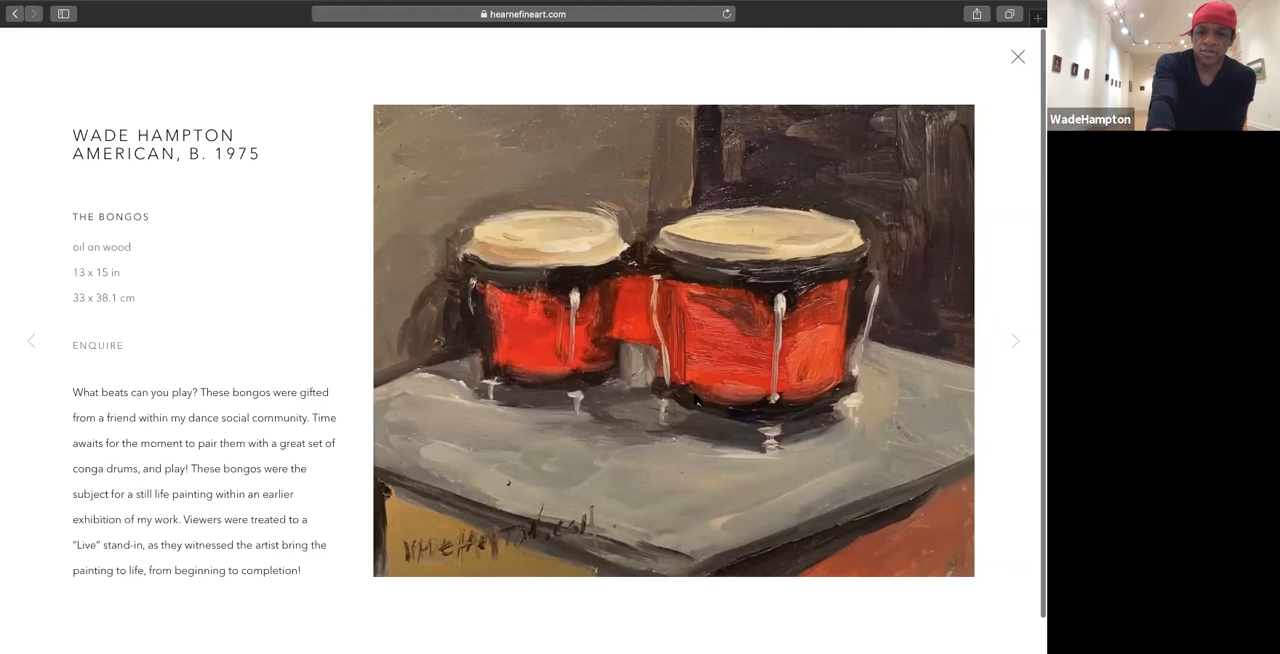 hearnefineart.com
WadeHampton
WADE HAMPTON
AMERICAN, B. 1975
THE BONGOS
oil on wood
13 x 15 in
33 x 38.1 cm
ENQUIRE
What beats can you play? These bongos were gifted
from a friend within my dance social community. Time
awaits for the moment to pair them with a great set of
conga drums, and play! These bongos were the
subject for a still life painting within an earlier
exhibition of my work. Viewers were treated to a
“Live” stand-in, as they witnessed the artist bring the
painting to life, from beginning to completion!